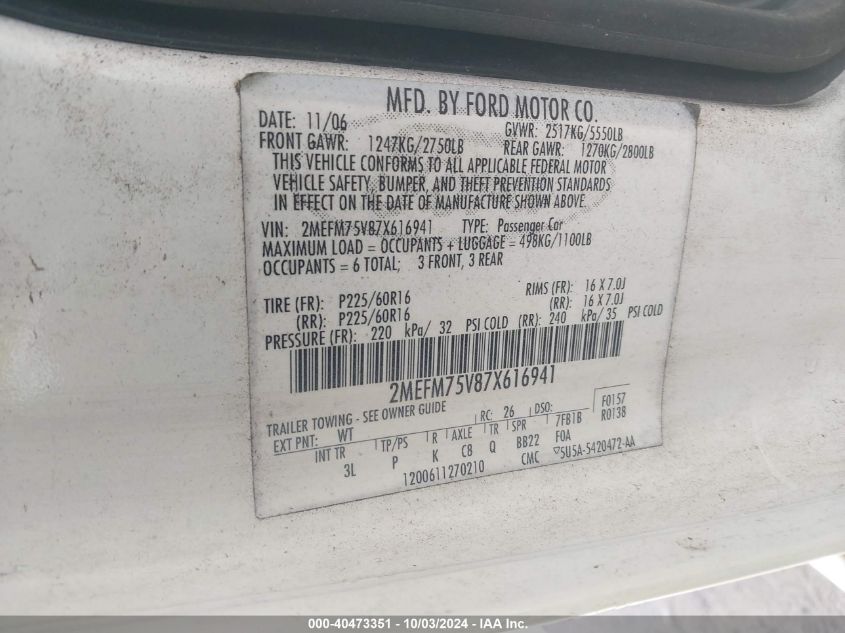 MFD. BY FORD MOTOR CO.
DATE: 11/06 GVWR: 2517KG/5550LB
FRONT GAWR: 1247KG/2750LB REAR GAWR: 1270KG/2800LB
THIS VEHICLE CONFORMS TO ALL APPLICABLE FEDERAL MOTOR
VEHICLE SAFETY, BUMPER, AND THEFT PREVENTION STANDARDS
IN EFFECT ON THE DATE OF MANUFACTURE SHOWN ABOVE.
VIN: 2MEFM75V87X616941 TYPE: Passenger Car
MAXIMUM LOAD = OCCUPANTS + LUGGAGE = 498KG/1100LB
OCCUPANTS = 6 TOTAL; 3 FRONT, 3 REAR
TIRE (FR): P225/60R16 RIMS (FR): 16 X 7.0J
(RR): P225/60R16 (RR): 16 X 7.0J
PRESSURE (FR): 220 kPa/ 32 PSI COLD (RR): 240 kPa/ 35 PSI COLD
2MEFM75V87X616941
TRAILER TOWING - SEE OWNER GUIDE
EXT PNT: WT RC: 26 DSO: 7FB1B F0157
R0138
INT TR TP/PS R AXLE TR SPR F0A
3L P K C8 Q BB22 5U5A-5420472-AA
1200611270210 CMC
000-40473351 - 10/03/2024 - IAAI.com